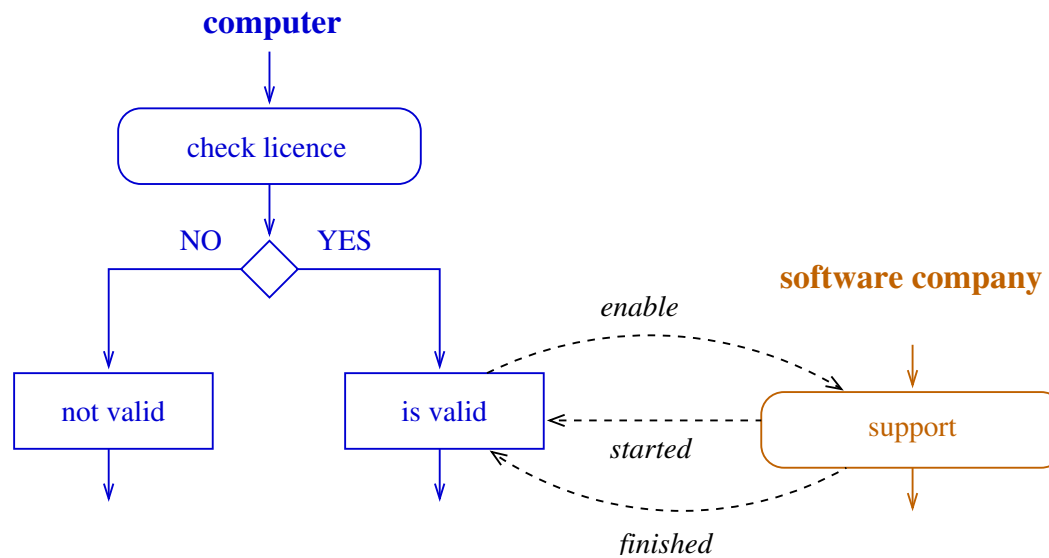 computer
check licence
NO
YES
software company
enable
not valid
is valid
started
support
finished